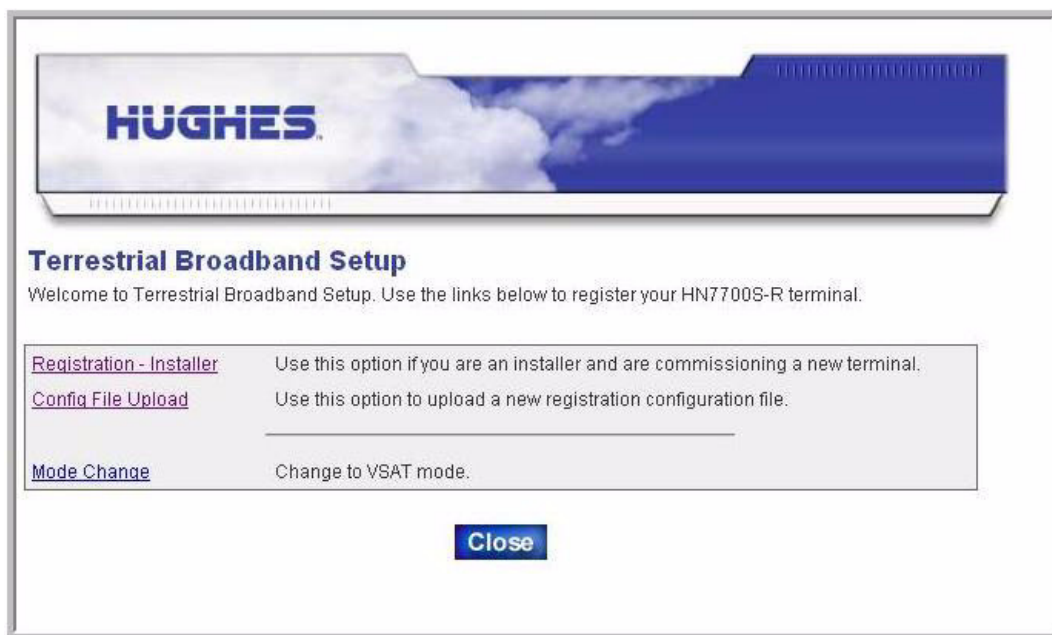 HUGHES
Terrestrial Broadband Setup
Welcome to Terrestrial Broadband Setup. Use the links below to register your HN7700S-R terminal.
Registration - Installer Use this option if you are an installer and are commissioning a new terminal.
Config File Upload Use this option to upload a new registration configuration file.
Mode Change Change to VSAT mode.
Close